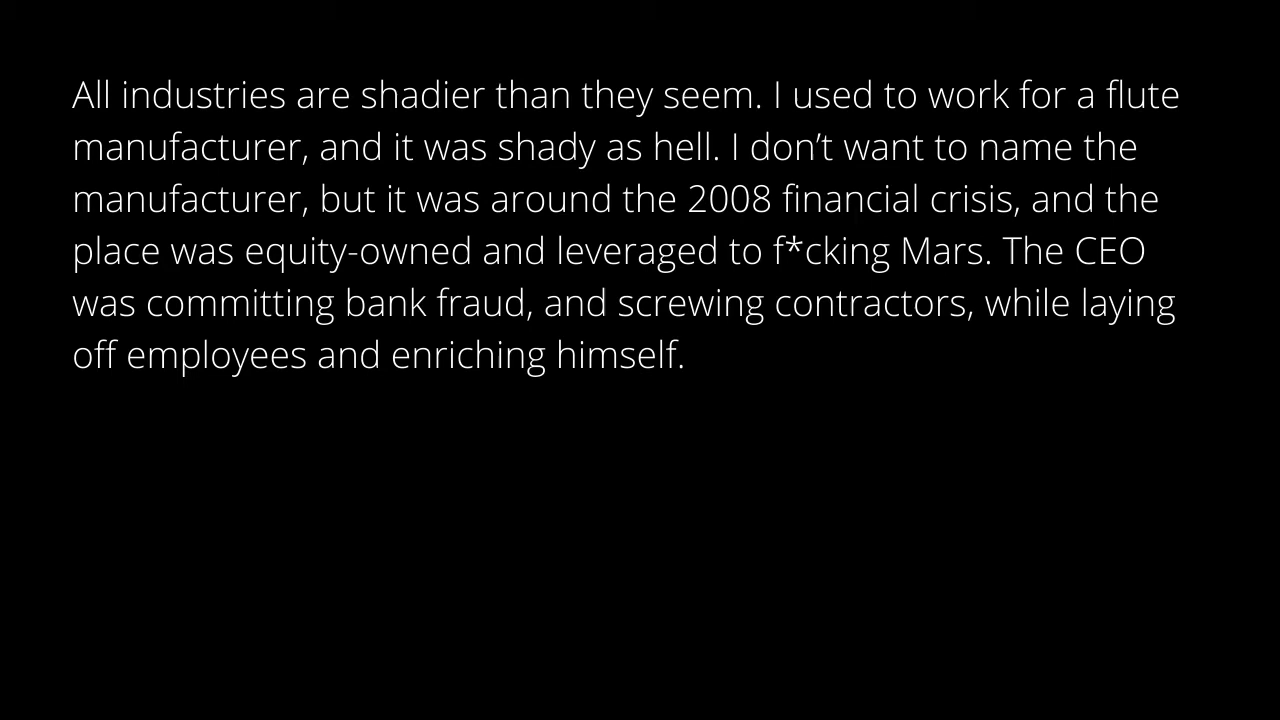 All industries are shadier than they seem. I used to work for a flute
manufacturer, and it was shady as hell. I don’t want to name the
manufacturer, but it was around the 2008 financial crisis, and the
place was equity-owned and leveraged to f*cking Mars. The CEO
was committing bank fraud, and screwing contractors, while laying
off employees and enriching himself.